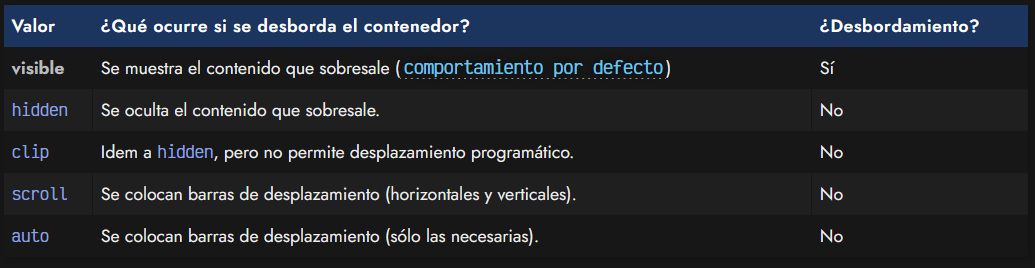 Valor ¿Qué ocurre si se desborda el contenedor? ¿Desbordamiento?
visible Se muestra el contenido que sobresale (comportamiento por defecto) Sí
hidden Se oculta el contenido que sobresale. No
clip Idem a hidden, pero no permite desplazamiento programático. No
scroll Se colocan barras de desplazamiento (horizontales y verticales). No
auto Se colocan barras de desplazamiento (sólo las necesarias). No